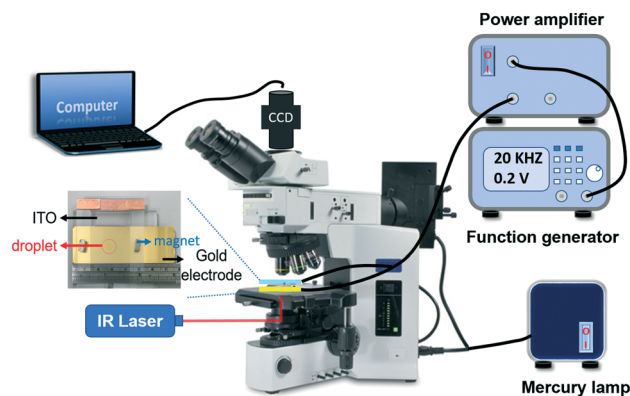 Power amplifier
Computer
CCD
20 KHZ
0.2 V
ITO
droplet
magnet
Gold
electrode
Function generator
IR Laser
Mercury lamp